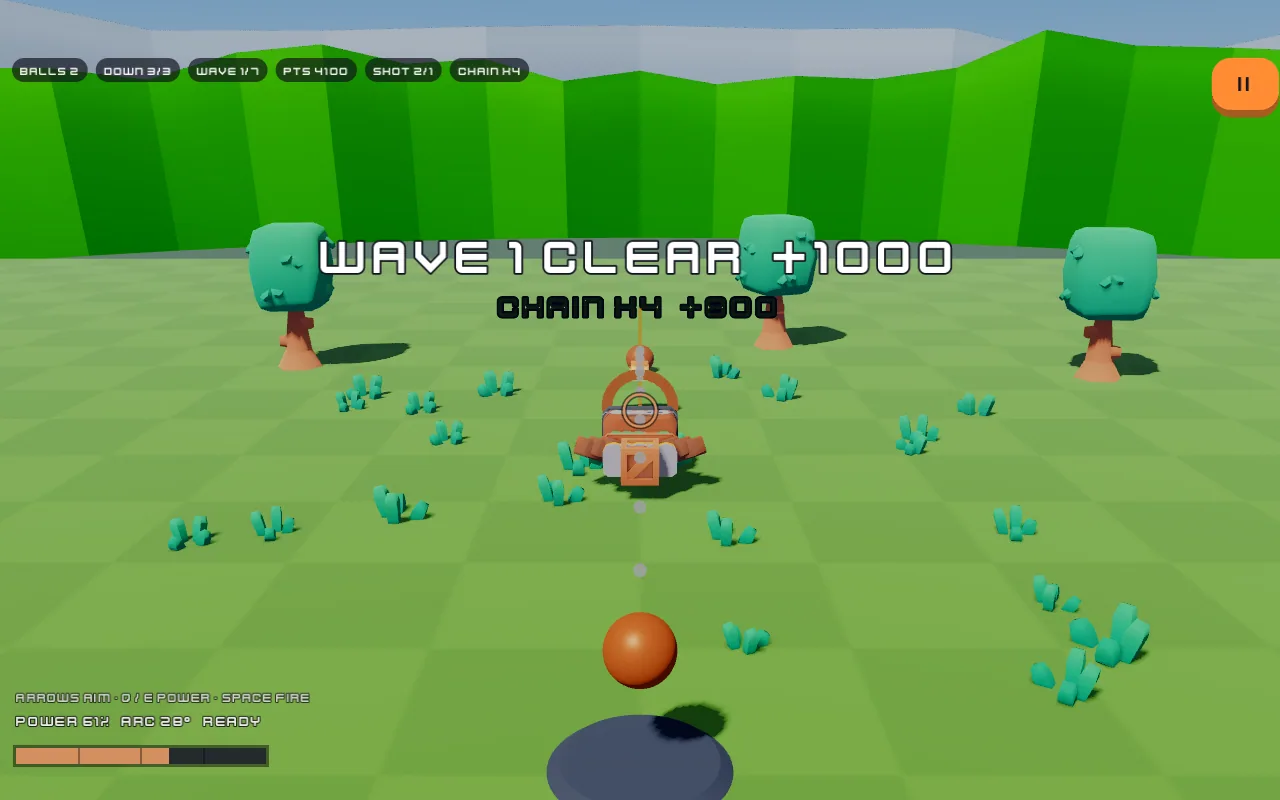 BALLS 2
DOWN 3/3
WAVE 1/7
PTS 4100
SHOT 2/1
CHAIN X4
WAVE 1 CLEAR +1000
CHAIN X4 +800
ARROWS AIM · Q / E POWER · SPACE FIRE
POWER 61% ARC 28° READY